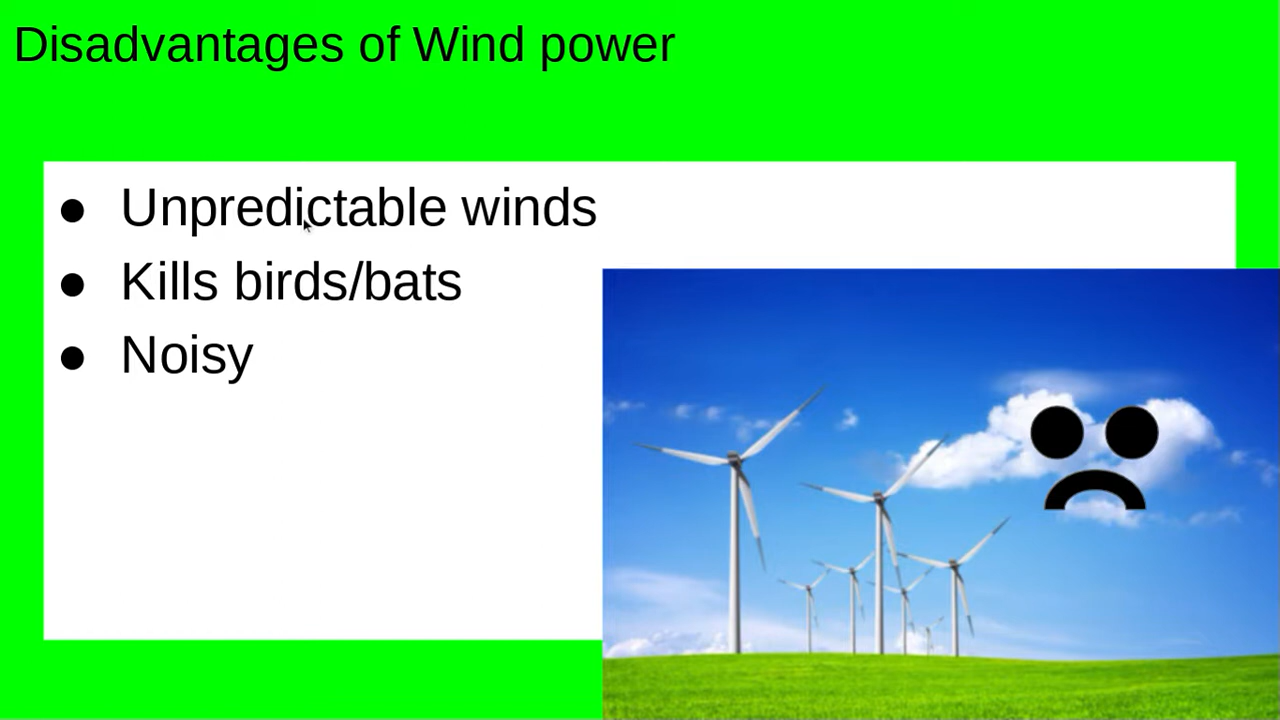 Disadvantages of Wind power
● Unpredictable winds
● Kills birds/bats
● Noisy